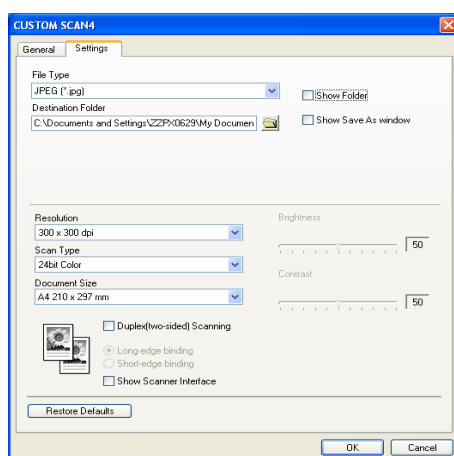 CUSTOM SCAN4
General Settings
File Type
JPEG (*.jpg)
Show Folder
Destination Folder
C:\Documents and Settings\ZZPX0629\My Documen
Show Save As window
Resolution
300 x 300 dpi
Scan Type
24bit Color
Document Size
A4 210 x 297 mm
Brightness
50
Contrast
50
Duplex(two-sided) Scanning
Long-edge binding
Short-edge binding
Show Scanner Interface
Restore Defaults
OK Cancel